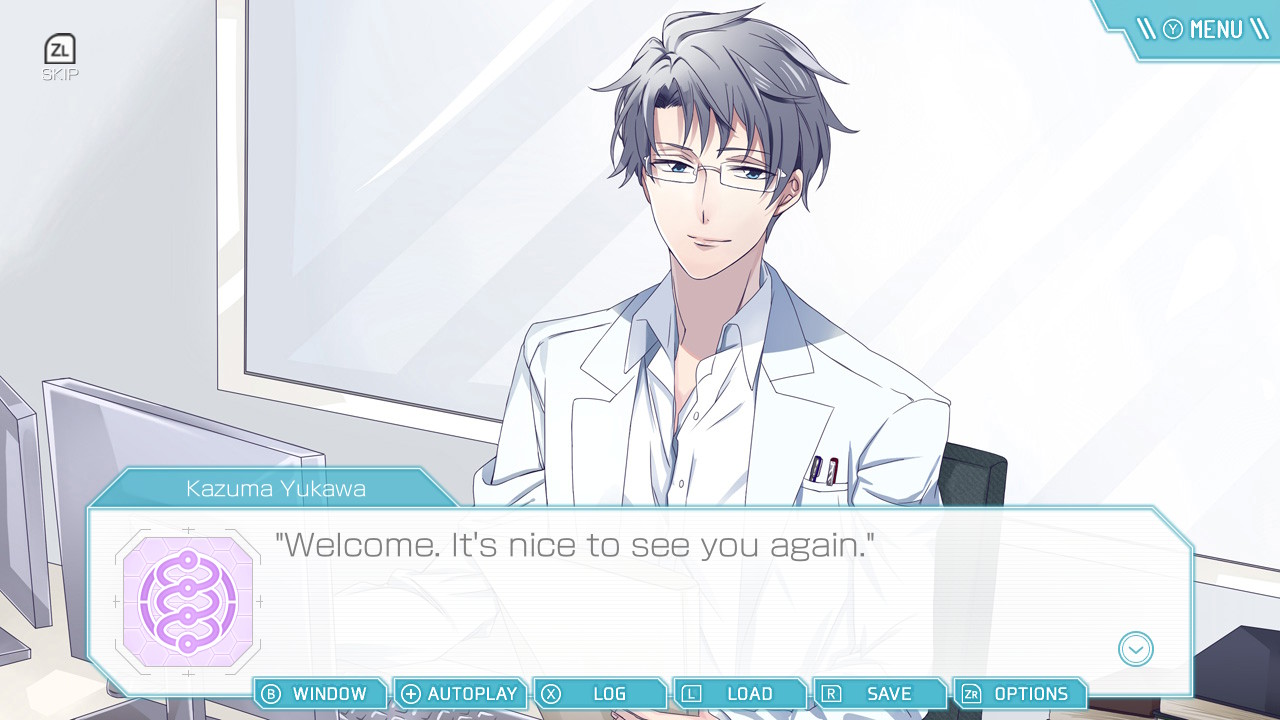 ZL
SKIP
Y MENU
Kazuma Yukawa
"Welcome. It's nice to see you again."
B WINDOW
+ AUTOPLAY
X LOG
L LOAD
R SAVE
ZR OPTIONS